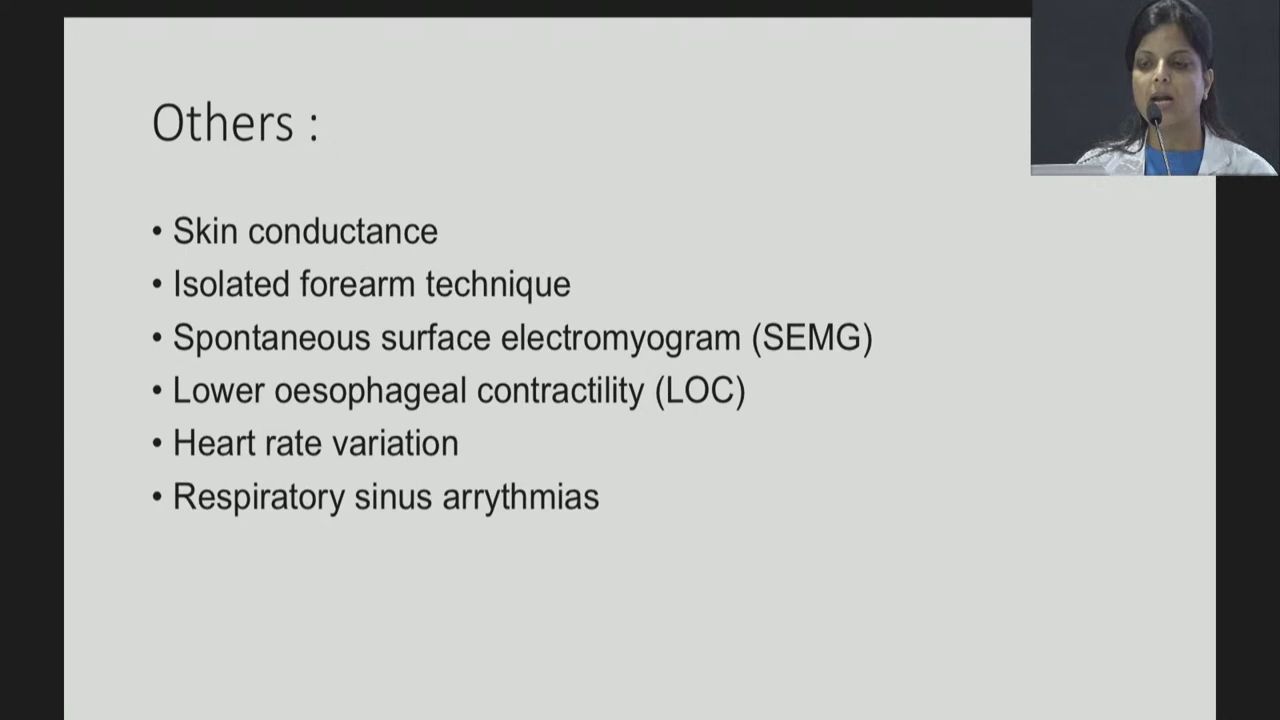 Others :
• Skin conductance
• Isolated forearm technique
• Spontaneous surface electromyogram (SEMG)
• Lower oesophageal contractility (LOC)
• Heart rate variation
• Respiratory sinus arrythmias